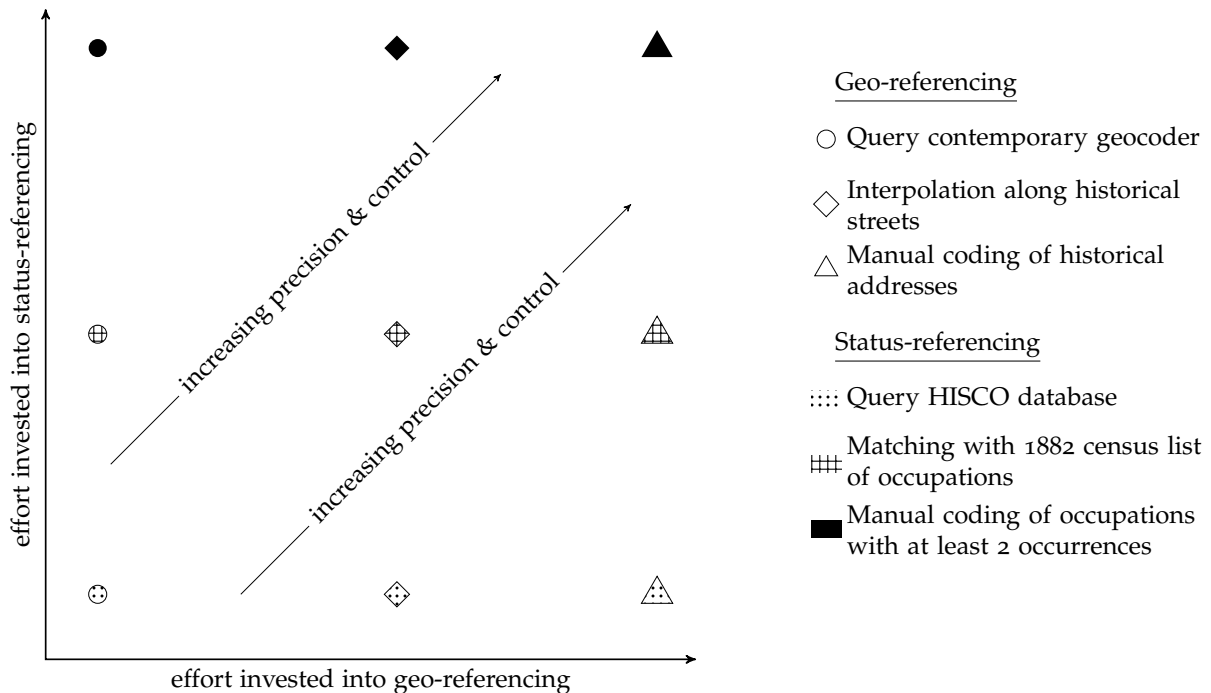 effort invested into status-referencing
increasing precision & control
increasing precision & control
effort invested into geo-referencing
Geo-referencing
Query contemporary geocoder
Interpolation along historical
streets
Manual coding of historical
addresses
Status-referencing
Query HISCO database
Matching with 1882 census list
of occupations
Manual coding of occupations
with at least 2 occurrences